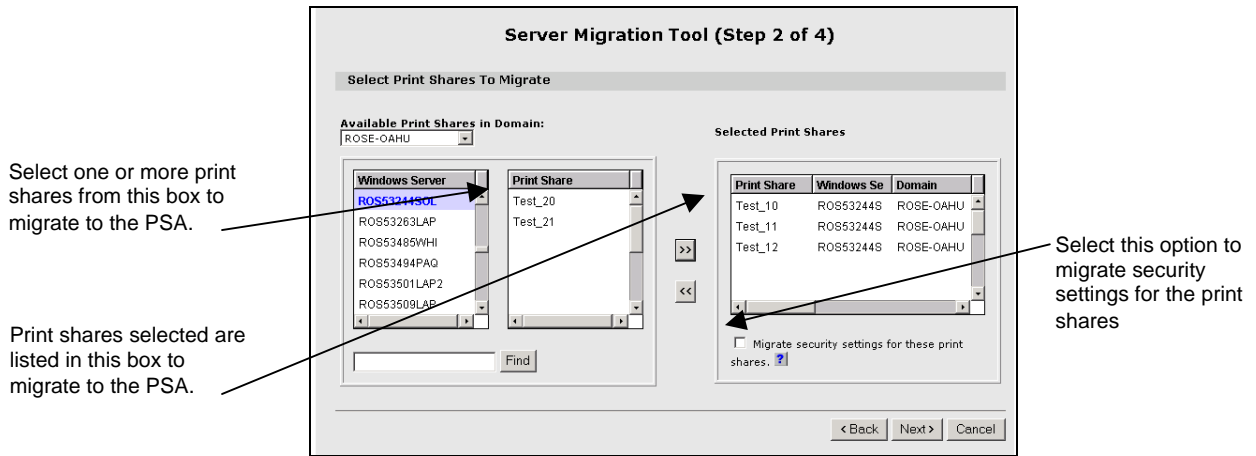 Server Migration Tool (Step 2 of 4)
Select Print Shares To Migrate
Available Print Shares in Domain:
ROSE-OAHU
Windows Server
ROS53244SOL
ROS53263LAP
ROS53485WHI
ROS53494PAQ
ROS53501LAP2
ROS53509LAP
Find
Print Share
Test_20
Test_21
>>
<<
Selected Print Shares
Print Share Windows Se Domain
Test_10 ROS53244S ROSE-OAHU
Test_11 ROS53244S ROSE-OAHU
Test_12 ROS53244S ROSE-OAHU
Migrate security settings for these print
shares. ?
< Back Next > Cancel
Select one or more print
shares from this box to
migrate to the PSA.
Print shares selected are
listed in this box to
migrate to the PSA.
Select this option to
migrate security
settings for the print
shares